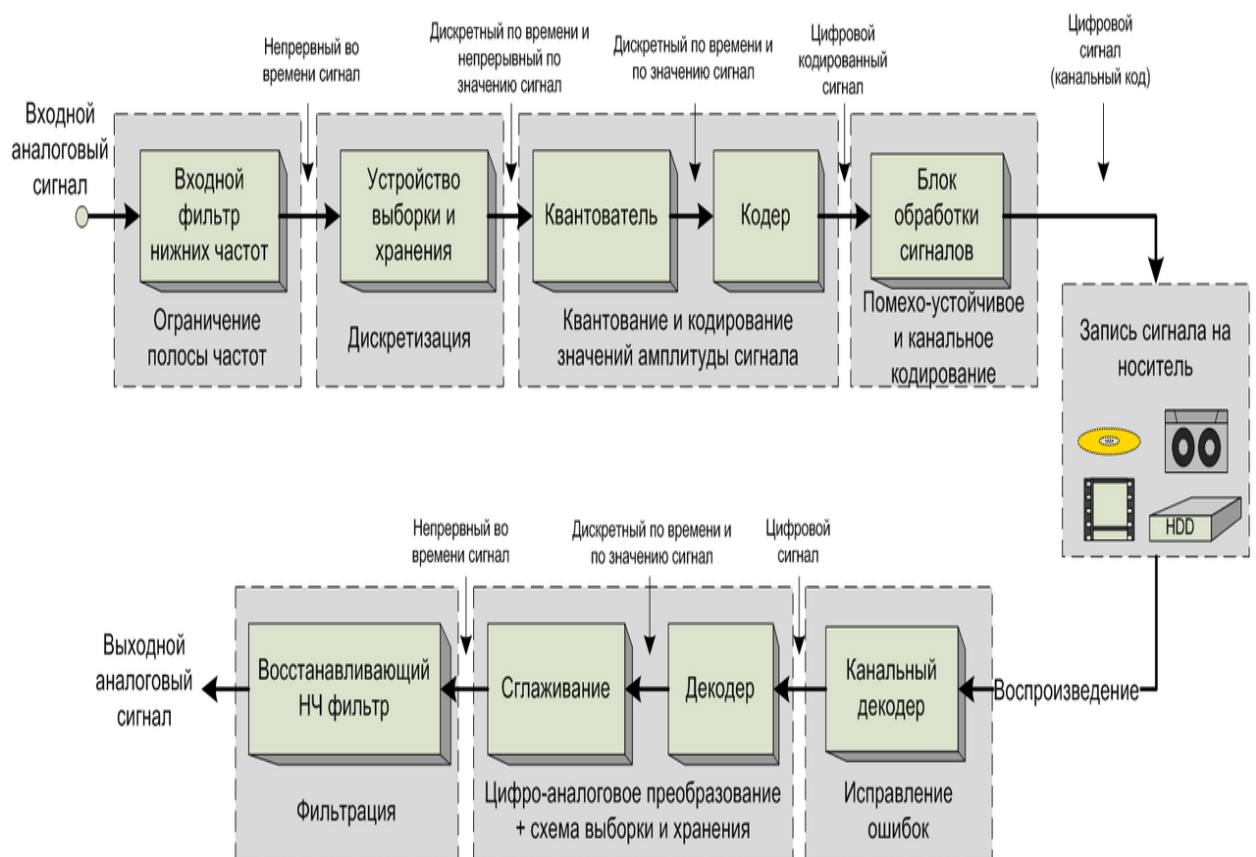 Непрервный во
времени сигнал
Дискретный по времени и
непрерывный по
значению сигнал
Дискретный по времени и
по значению сигнал
Цифровой
кодированный
сигнал
Цифровой
сигнал
(канальный код)
Входной
аналоговый
сигнал
Входной
фильтр
нижних частот
Ограничение
полосы частот
Устройство
выборки и
хранения
Дискретизация
Квантователь
Кодер
Квантование и кодирование
значений амплитуды сигнала
Блок
обработки
сигналов
Помехо-устойчивое
и канальное
кодирование
Запись сигнала на
носитель
HDD
Воспроизведение
Непрервный во
времени сигнал
Дискретный по времени и
по значению сигнал
Цифровой
сигнал
Выходной
аналоговый
сигнал
Восстанавливающий
НЧ фильтр
Фильтрация
Сглаживание
Декодер
Цифро-аналоговое преобразование
+ схема выборки и хранения
Канальный
декодер
Исправление
ошибок